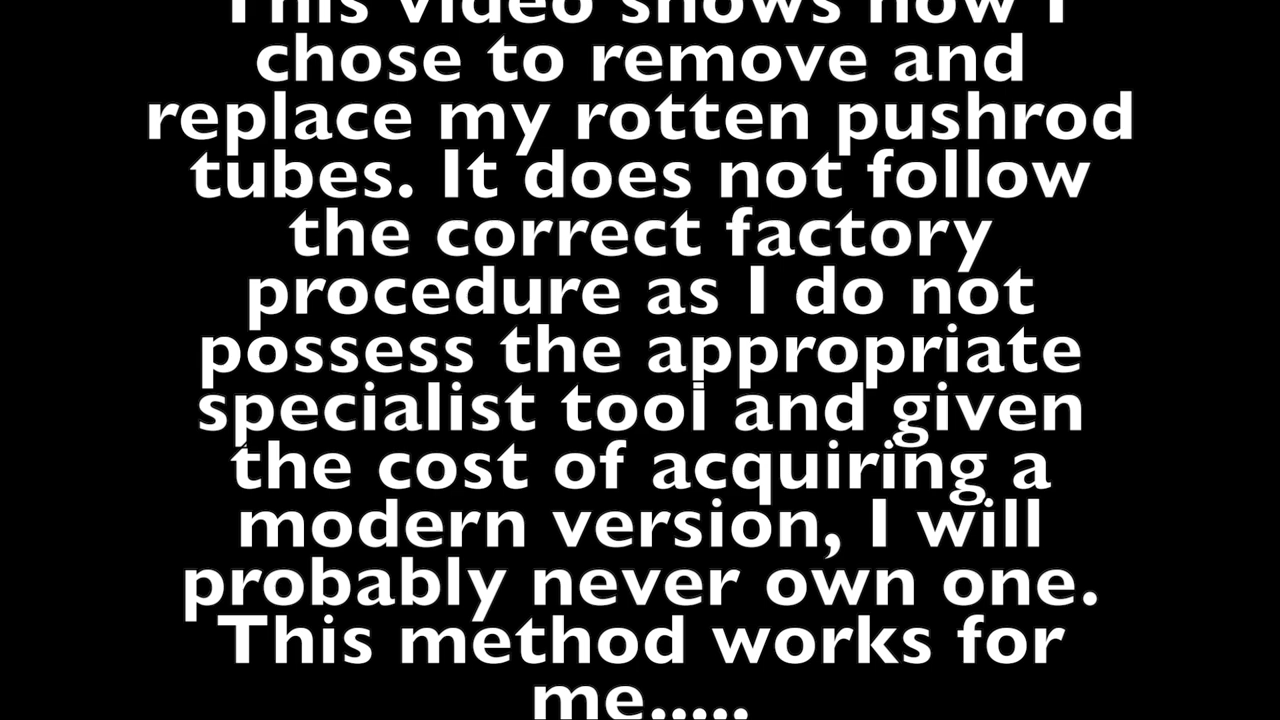 This video shows how I
chose to remove and
replace my rotten pushrod
tubes. It does not follow
the correct factory
procedure as I do not
possess the appropriate
specialist tool and given
the cost of acquiring a
modern version, I will
probably never own one.
This method works for
me.....